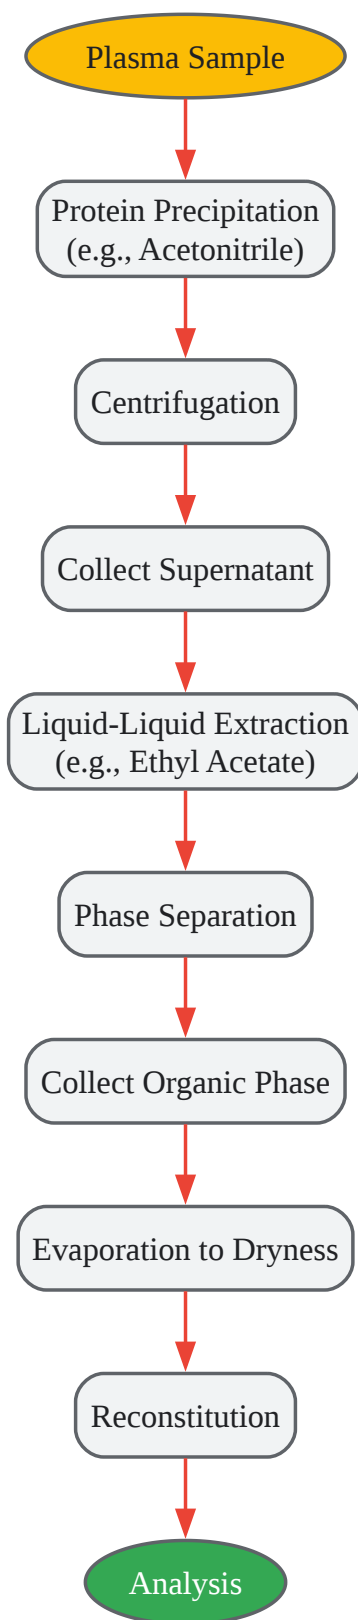 Plasma Sample
Protein Precipitation
(e.g., Acetonitrile)
Centrifugation
Collect Supernatant
Liquid-Liquid Extraction
(e.g., Ethyl Acetate)
Phase Separation
Collect Organic Phase
Evaporation to Dryness
Reconstitution
Analysis